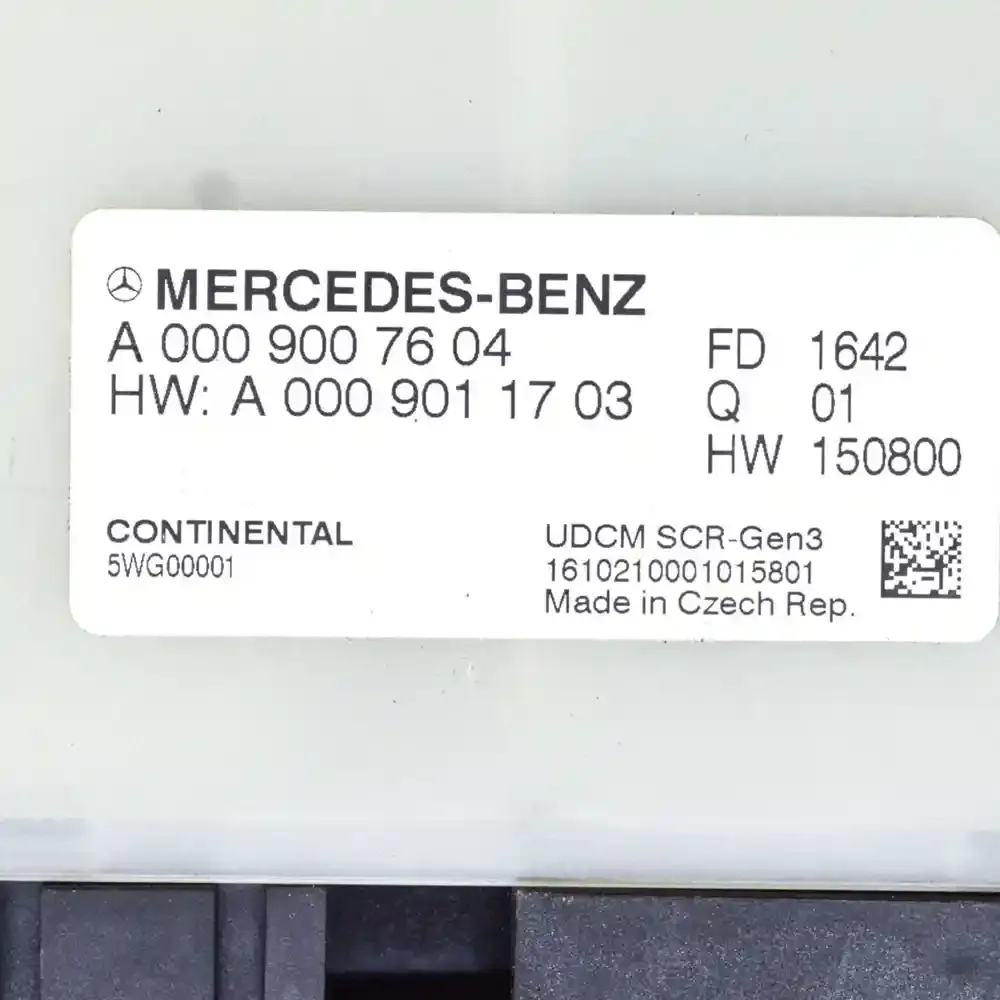 MERCEDES-BENZ
A 000 900 76 04
HW: A 000 901 17 03
FD 1642
Q 01
HW 150800
CONTINENTAL
5WG00001
UDCM SCR-Gen3
1610210001015801
Made in Czech Rep.